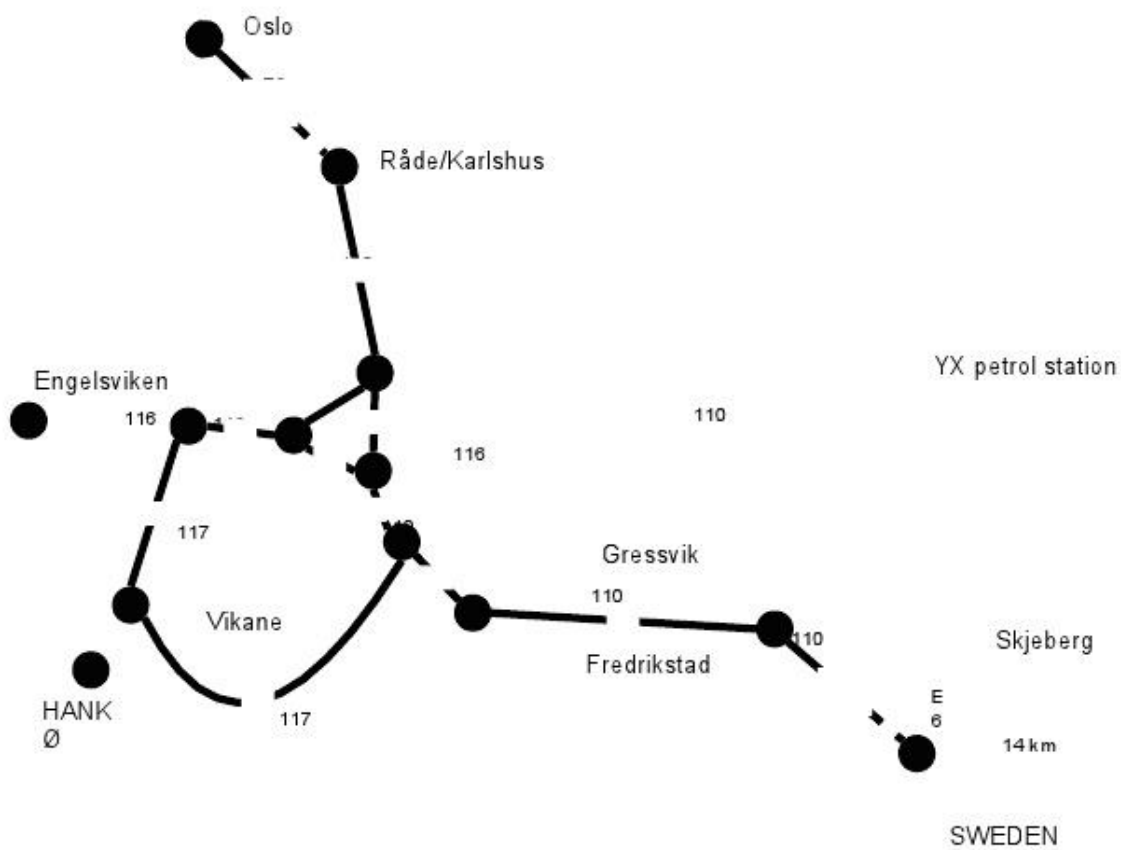 Oslo
Råde/Karlshus
YX petrol station
Engelsviken
116
110
116
117
Gressvik
110
Vikane
110
Skjeberg
Fredrikstad
E
6
HANK
Ø
117
14 km
SWEDEN